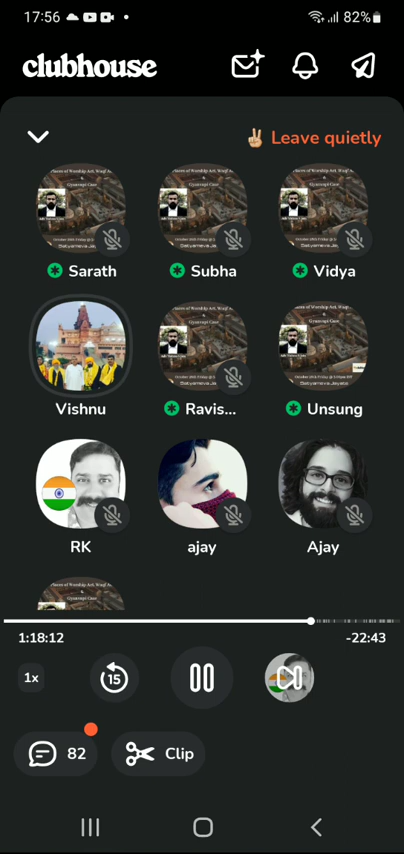 17:56
82%
clubhouse
✌🏼 Leave quietly
Sarath
Subha
Vidya
Vishnu
Ravis...
Unsung
RK
ajay
Ajay
1:18:12
-22:43
1x
15
82
Clip